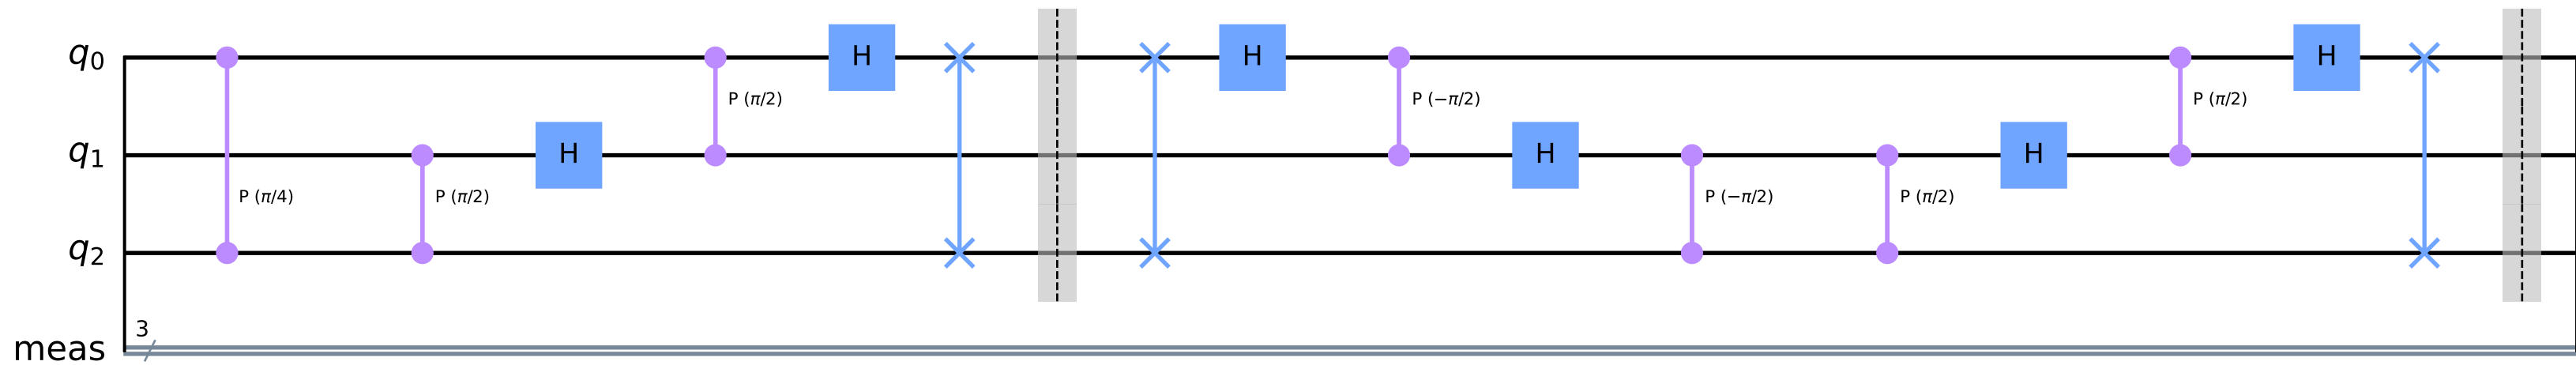 H H H
q0
P (π/2) P (−π/2) P (π/2)
H H H
q1
P (π/4) P (π/2) P (−π/2) P (π/2)
q2
3
meas